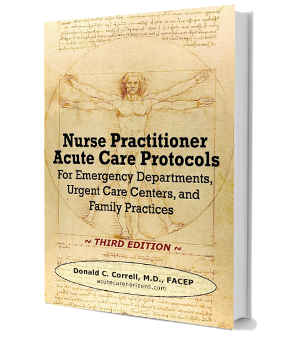 Nurse Practitioner
Acute Care Protocols
For Emergency Departments,
Urgent Care Centers, and
Family Practices
~ THIRD EDITION ~
Donald C. Correll, M.D., FACEP
acutecarehorizons.com